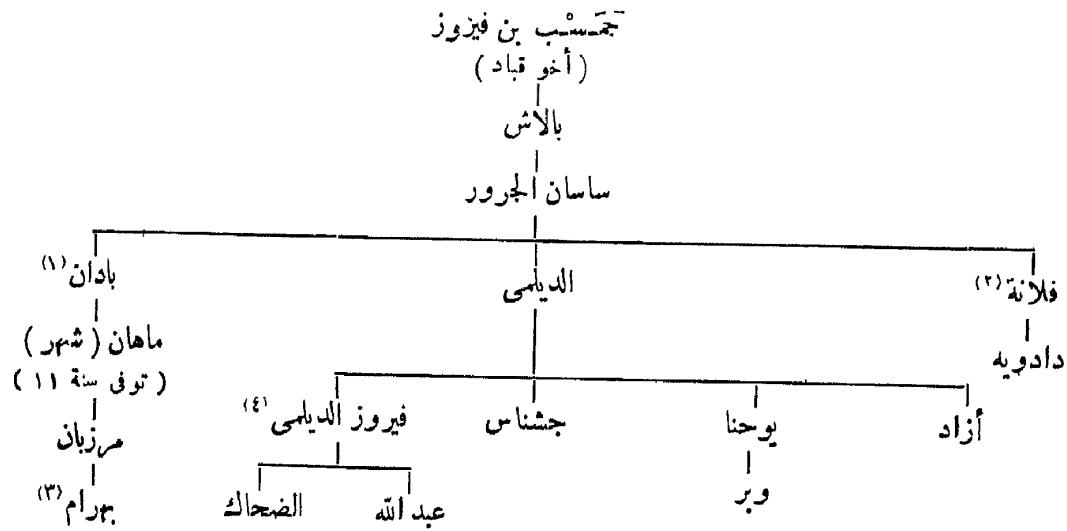 جمسب بن فيروز
( أخو قباد )
بالاش
ساسان الجرور
فلانة (٢) الديلمى بادان (١)
دادويه ماهان ( شهر )
( توفى سنة ١١ )
أزاد يوحنا جشناس فيروز الديلمى (٤) مرزبان
وبر عبد الله الضحاك بهرام (٣)